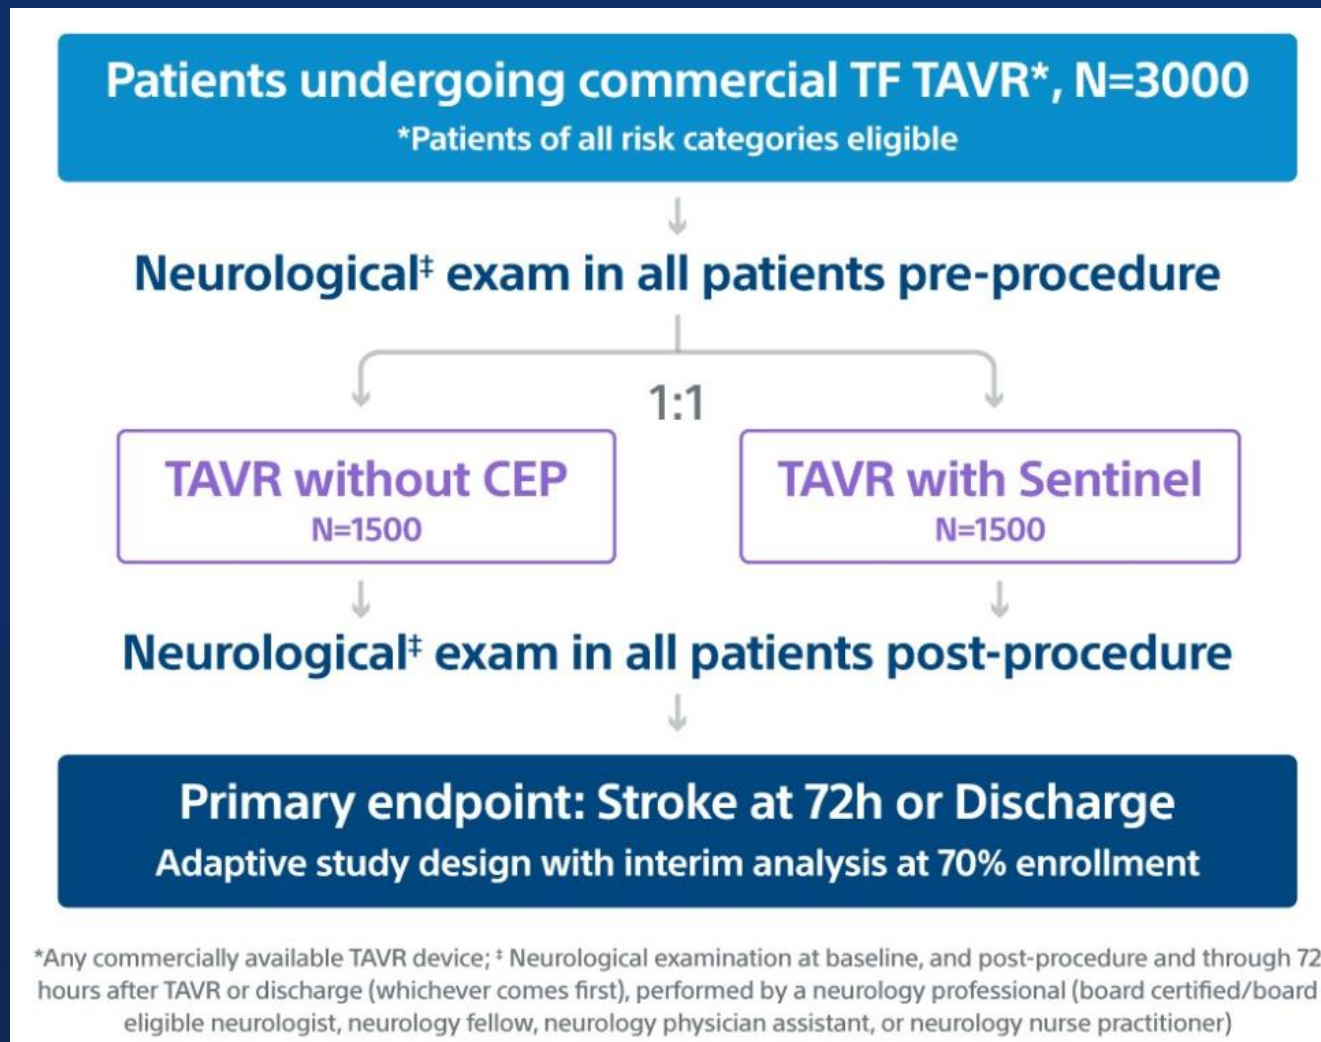 Patients undergoing commercial TF TAVR*, N=3000
*Patients of all risk categories eligible
Neurological‡ exam in all patients pre-procedure
1:1
TAVR without CEP
N=1500
TAVR with Sentinel
N=1500
Neurological‡ exam in all patients post-procedure
Primary endpoint: Stroke at 72h or Discharge
Adaptive study design with interim analysis at 70% enrollment
*Any commercially available TAVR device; ‡ Neurological examination at baseline, and post-procedure and through 72
hours after TAVR or discharge (whichever comes first), performed by a neurology professional (board certified/board
eligible neurologist, neurology fellow, neurology physician assistant, or neurology nurse practitioner)